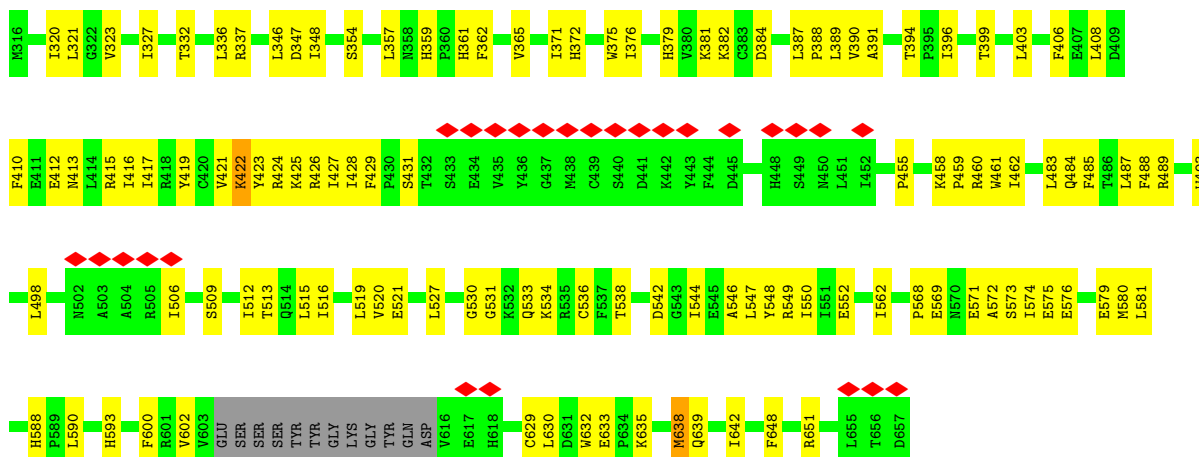 M316 I320 L321 G322 V323 I327 T332 L336 R337 L346 D347 I348 S354 L357 N358 H359 P360 H361 F362 V365 I371 H372 W375 I376 H379 V380 K381 K382 C383 D384 L387 P388 L389 V390 A391 T394 P395 I396 T399 L403 F406 E407 L408 D409
F410 E411 E412 N413 L414 R415 I416 I417 R418 Y419 C420 V421 K422 Y423 R424 K425 R426 I427 I428 F429 P430 S431 T432 S433 E434 V435 Y436 G437 M438 C439 S440 D441 K442 Y443 F444 D445 H448 S449 N450 L451 I452 P455 K458 P459 R460 W461 I462 L483 Q484 F485 T486 L487 F488 R489
L498 N502 A503 A504 R505 I506 S509 I512 T513 Q514 L515 I516 L519 V520 E521 L527 G530 G531 K532 Q533 K534 R535 C536 F537 T538 D542 G543 I544 E545 A546 L547 Y548 R549 I550 I551 E552 I562 P568 E569 N570 E571 A572 S573 I574 E575 E576 E579 M580 L581
H588 P589 L590 H593 F600 R601 V602 V603 GLU SER SER SER TYR TYR GLY LYS GLY TYR GLN ASP V616 E617 H618 C629 L630 D631 W632 E633 P634 K635 M638 Q639 I642 F648 R651 L655 T656 D657